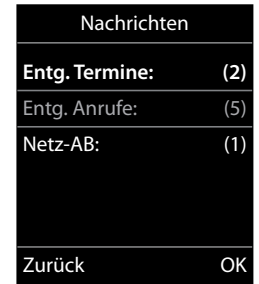 Nachrichten
Entg. Termine: (2)
Entg. Anrufe: (5)
Netz-AB: (1)
Zurück OK